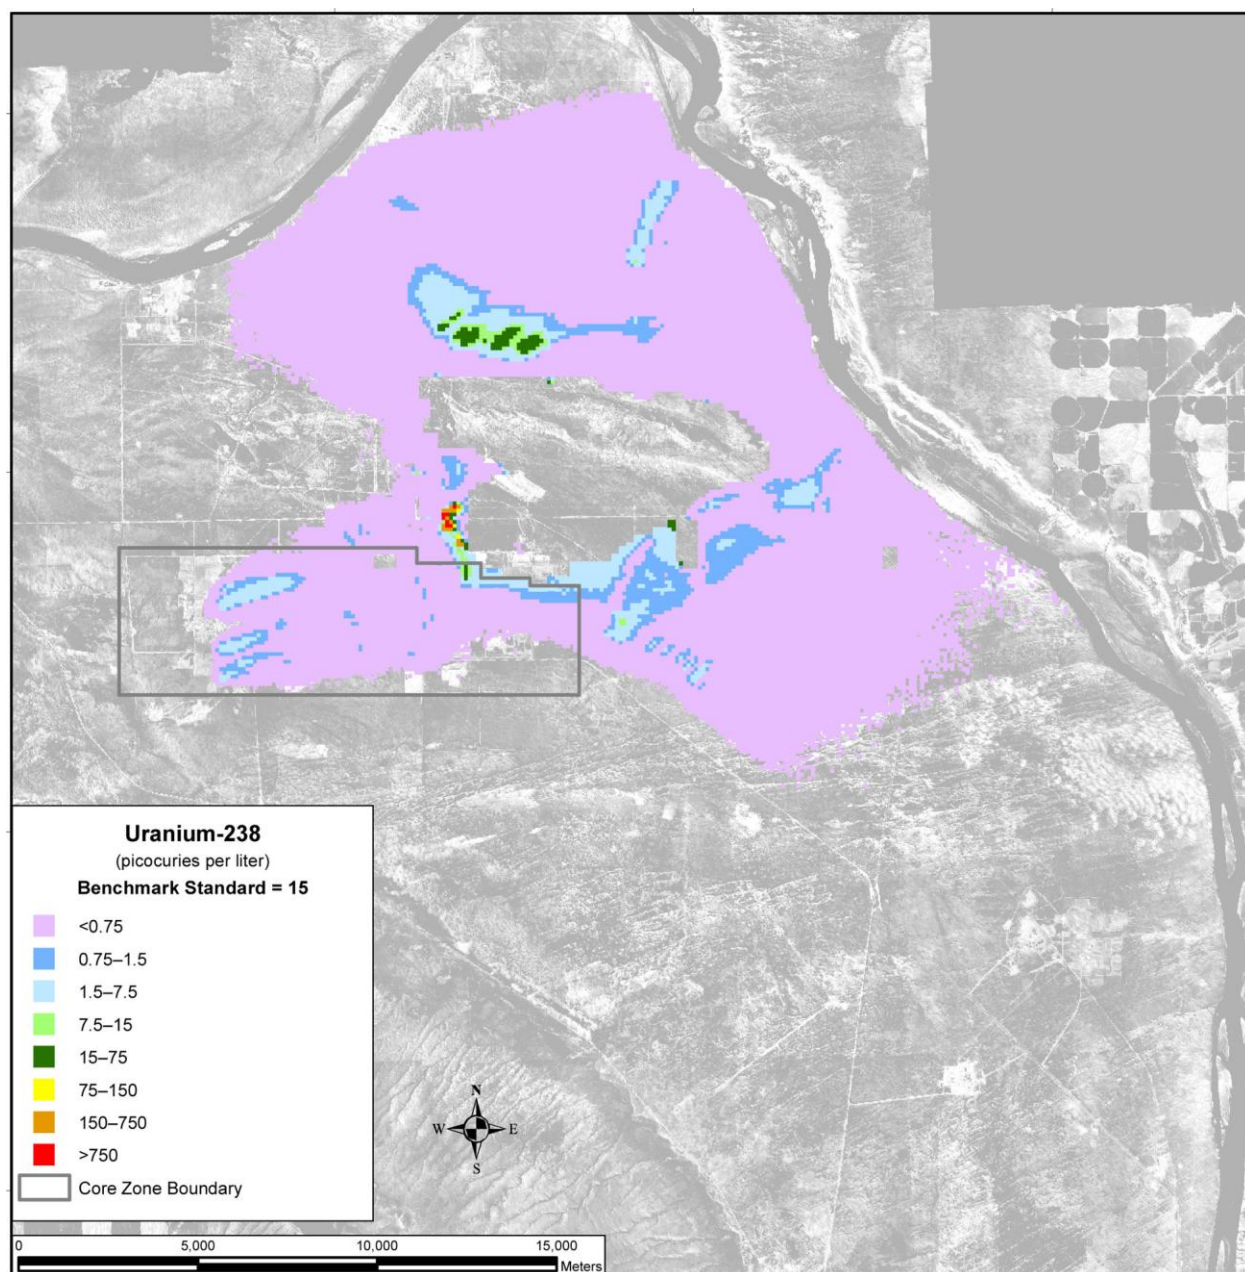 Uranium-238
(picocuries per liter)
Benchmark Standard = 15
<0.75
0.75–1.5
1.5–7.5
7.5–15
15–75
75–150
150–750
>750
Core Zone Boundary
N
W E
S
0 5,000 10,000 15,000
Meters